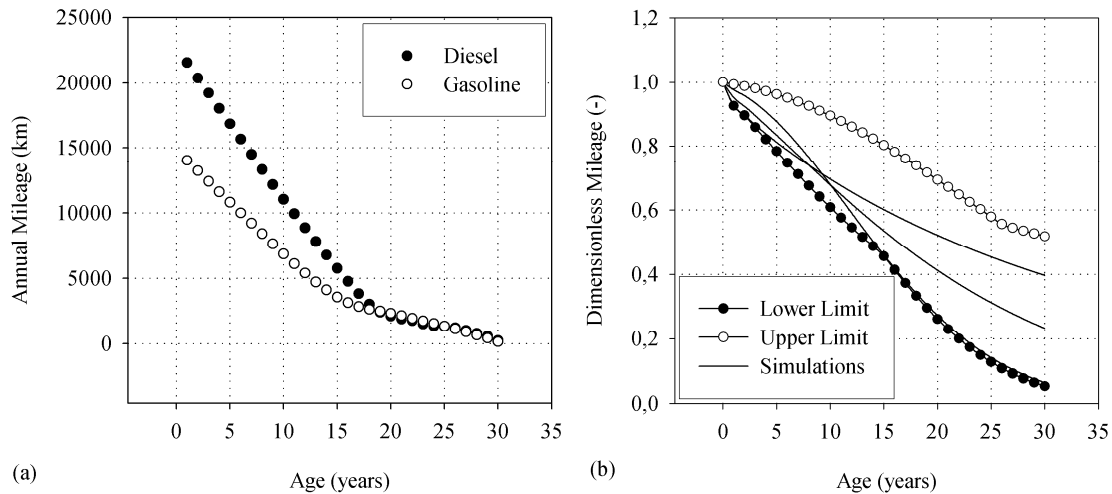 25000
20000
15000
10000
5000
0
Annual Mileage (km)
Diesel
Gasoline
0 5 10 15 20 25 30 35
Age (years)
(a)
1,2
1,0
0,8
0,6
0,4
0,2
0,0
Dimensionless Mileage (-)
Lower Limit
Upper Limit
Simulations
0 5 10 15 20 25 30 35
Age (years)
(b)